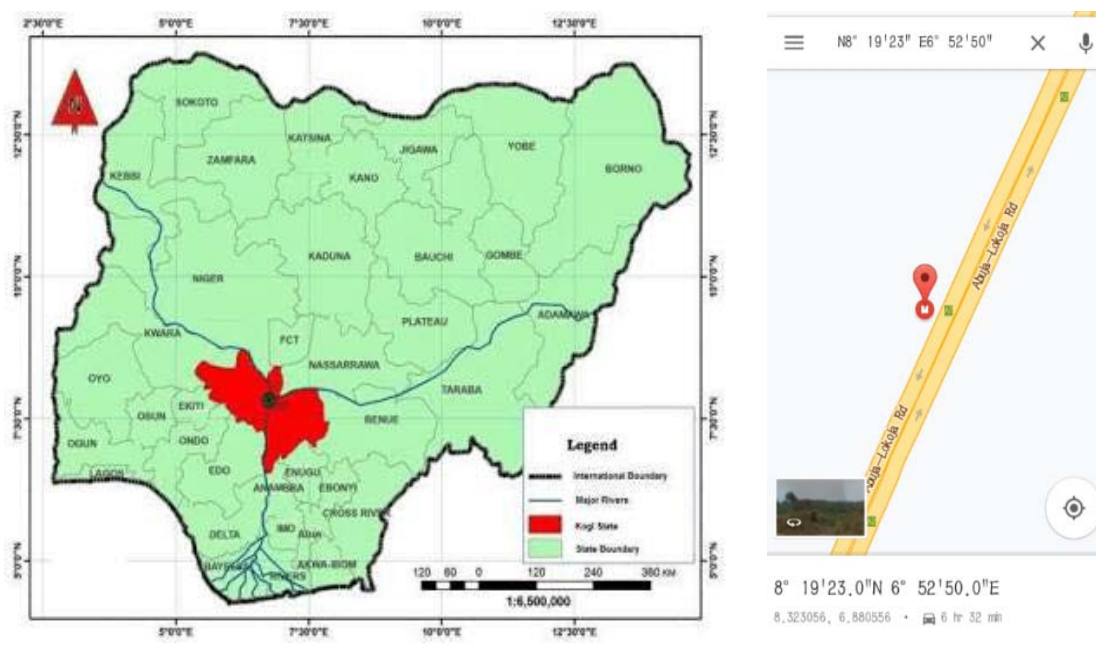 2°30'0"E 5°0'0"E 7°30'0"E 10°0'0"E 12°30'0"E
12°30'0"N
10°0'0"N
7°30'0"N
5°0'0"N
12°30'0"N
10°0'0"N
7°30'0"N
5°0'0"N
N
SOKOTO
KATSINA
ZAMFARA
JIGAWA
YOBE
KANO
BORNO
KEBBI
NIGER
KADUNA
BAUCHI
GOMBE
PLATEAU
ADAMAWA
KWARA
FCT
NASSARRAWA
OYO
TARABA
EKITI
OSUN
BENUE
OGUN
ONDO
LAGOS
EDO
ENUGU
ANAMBRA
EBONYI
CROSS RIVER
DELTA
IMO
Abia
AKWA-IBOM
RIVERS
Legend
International Boundary
Major Rivers
Kogi State
State Boundary
120 60 0 120 240 360 KM
1:6,500,000
5°0'0"E 7°30'0"E 10°0'0"E 12°30'0"E
N8° 19'23" E6° 52'50"
Abuja-Lokoja Rd
Abuja-Lokoja Rd
8° 19'23.0"N 6° 52'50.0"E
8.323056, 6.880556 • 6 hr 32 min